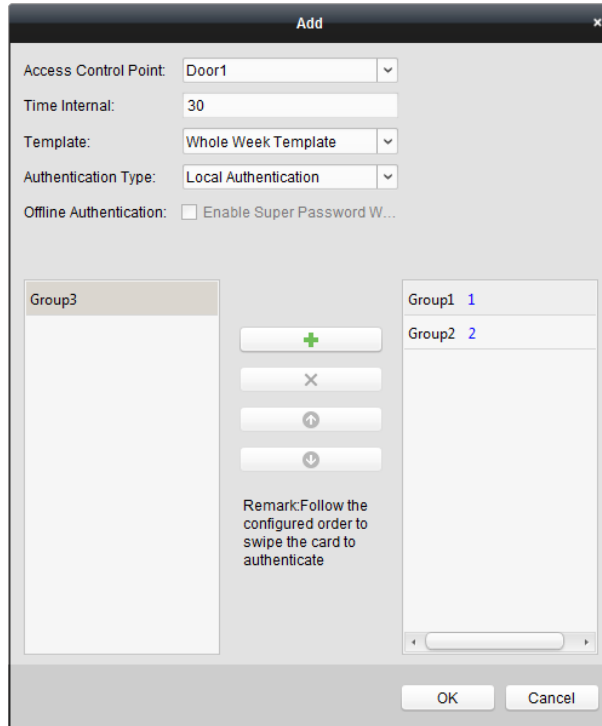 Add
Access Control Point: Door1
Time Internal: 30
Template: Whole Week Template
Authentication Type: Local Authentication
Offline Authentication: Enable Super Password W...
Group3
Group1 1
Group2 2
Remark:Follow the
configured order to
swipe the card to
authenticate
OK Cancel